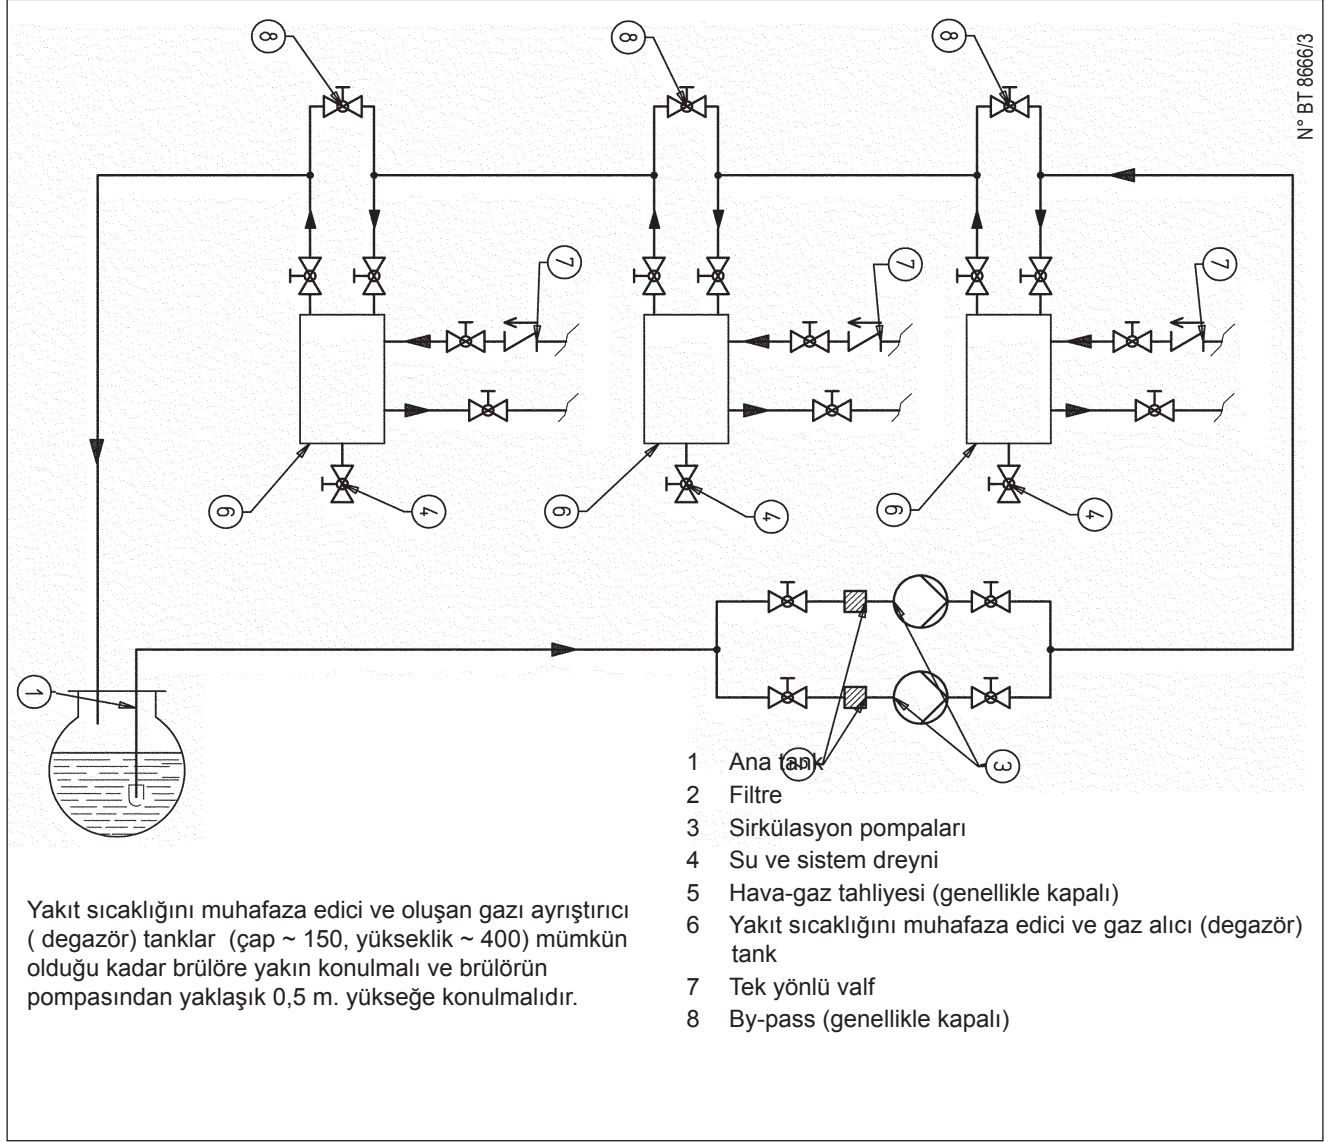 8
8
8
N° BT 8666/3
7
7
7
6
4
6
4
6
4
1
2
3
1 Ana tank
2 Filtre
3 Sirkülasyon pompaları
4 Su ve sistem dreyni
5 Hava-gaz tahliyesi (genellikle kapalı)
6 Yakıt sıcaklığını muhafaza edici ve gaz alıcı (degazör)
tank
7 Tek yönlü valf
8 By-pass (genellikle kapalı)
Yakıt sıcaklığını muhafaza edici ve oluşan gazı ayrıştırıcı
( degazör) tanklar (çap ~ 150, yükseklik ~ 400) mümkün
olduğu kadar brülöre yakın konulmalı ve brülörün
pompasından yaklaşık 0,5 m. yükseğe konulmalıdır.